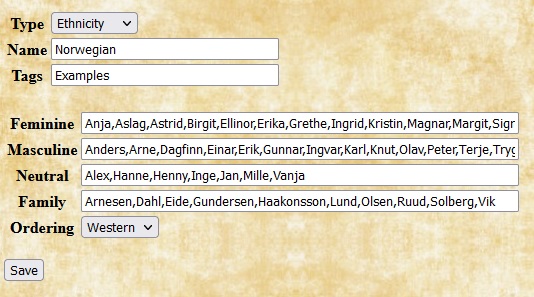 Type Ethnicity
Name Norwegian
Tags Examples
Feminine Anja,Aslag,Astrid,Birgit,Ellinor,Erika,Grethe,Ingrid,Kristin,Magnar,Margit,Sigr
Masculine Anders,Arne,Dagfinn,Einar,Erik,Gunnar,Ingvar,Karl,Knut,Olav,Peter,Terje,Tryg
Neutral Alex,Hanne,Henny,Inge,Jan,Mille,Vanja
Family Arnesen,Dahl,Eide,Gundersen,Haakonsson,Lund,Olsen,Ruud,Solberg,Vik
Ordering Western
Save